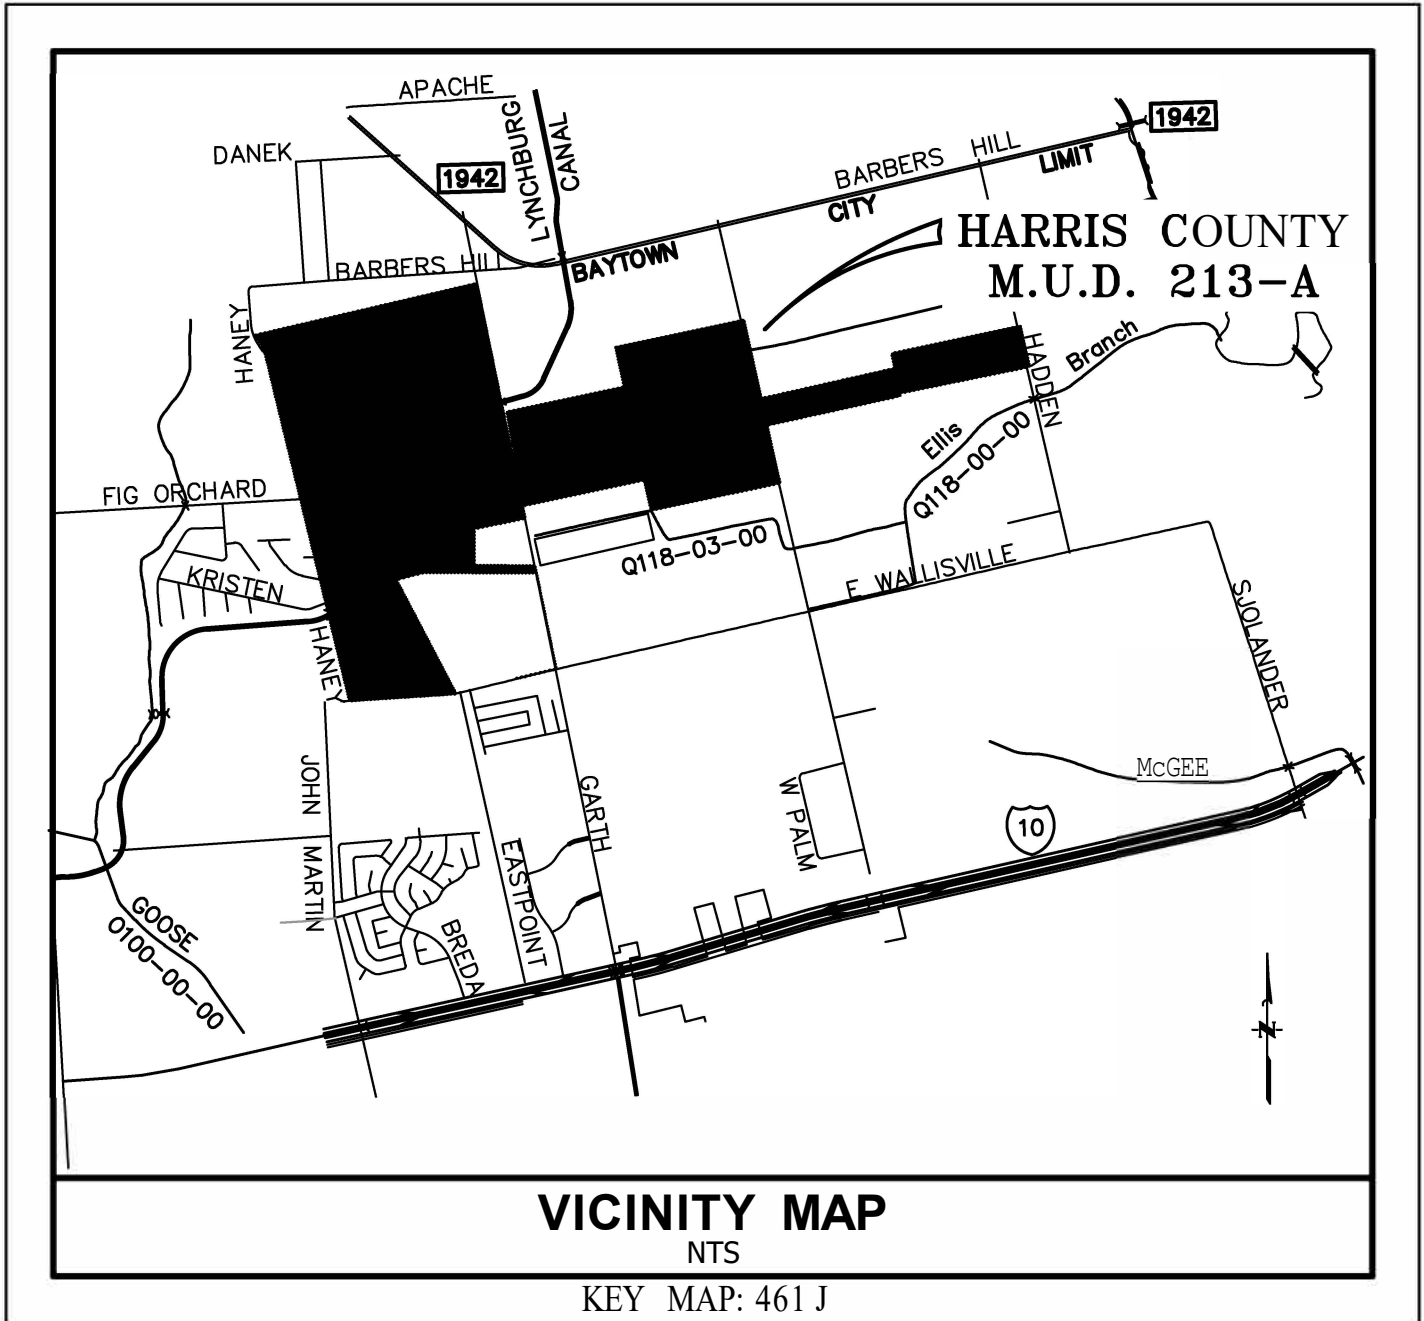 APACHE
DANEK
1942
LYNCHBURG
CANAL
BARBERS HILL
1942
CITY
LIMIT
HARRIS COUNTY
M.U.D. 213-A
BARBERS HILL
BAYTOWN
HANEY
HADDEN
Ellis
Branch
Q118-00-00
FIG ORCHARD
Q118-03-00
KRISTEN
E WALLISVILLE
HANEY
SJOLANDER
McGEE
JOHN MARTIN
GARTH
W PALM
10
EASTPOINT
BREDA
GOOSE
O100-00-00
N
VICINITY MAP
NTS
KEY MAP: 461 J